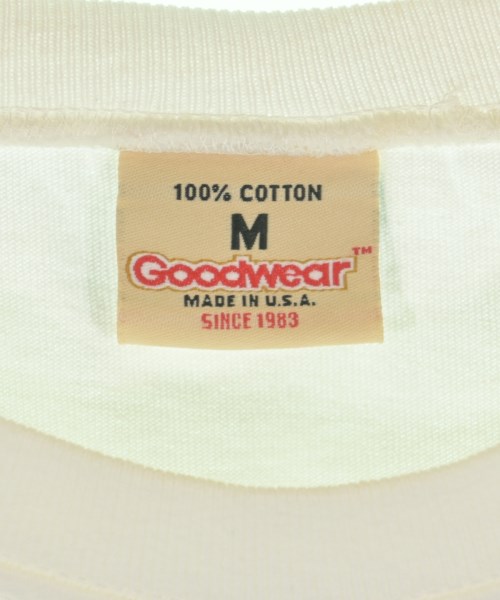 100% COTTON
M
Goodwear™
MADE IN U.S.A.
SINCE 1983